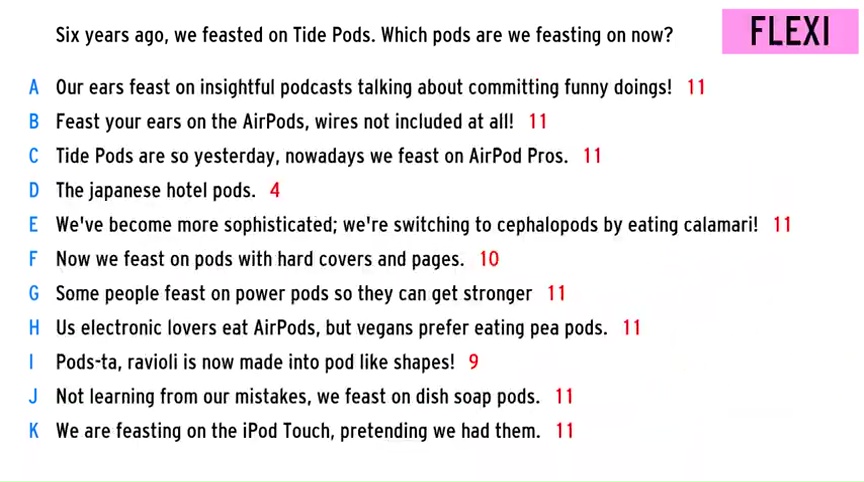 Six years ago, we feasted on Tide Pods. Which pods are we feasting on now?
FLEXI
A Our ears feast on insightful podcasts talking about committing funny doings! 11
B Feast your ears on the AirPods, wires not included at all! 11
C Tide Pods are so yesterday, nowadays we feast on AirPod Pros. 11
D The japanese hotel pods. 4
E We've become more sophisticated; we're switching to cephalopods by eating calamari! 11
F Now we feast on pods with hard covers and pages. 10
G Some people feast on power pods so they can get stronger 11
H Us electronic lovers eat AirPods, but vegans prefer eating pea pods. 11
I Pods-ta, ravioli is now made into pod like shapes! 9
J Not learning from our mistakes, we feast on dish soap pods. 11
K We are feasting on the iPod Touch, pretending we had them. 11